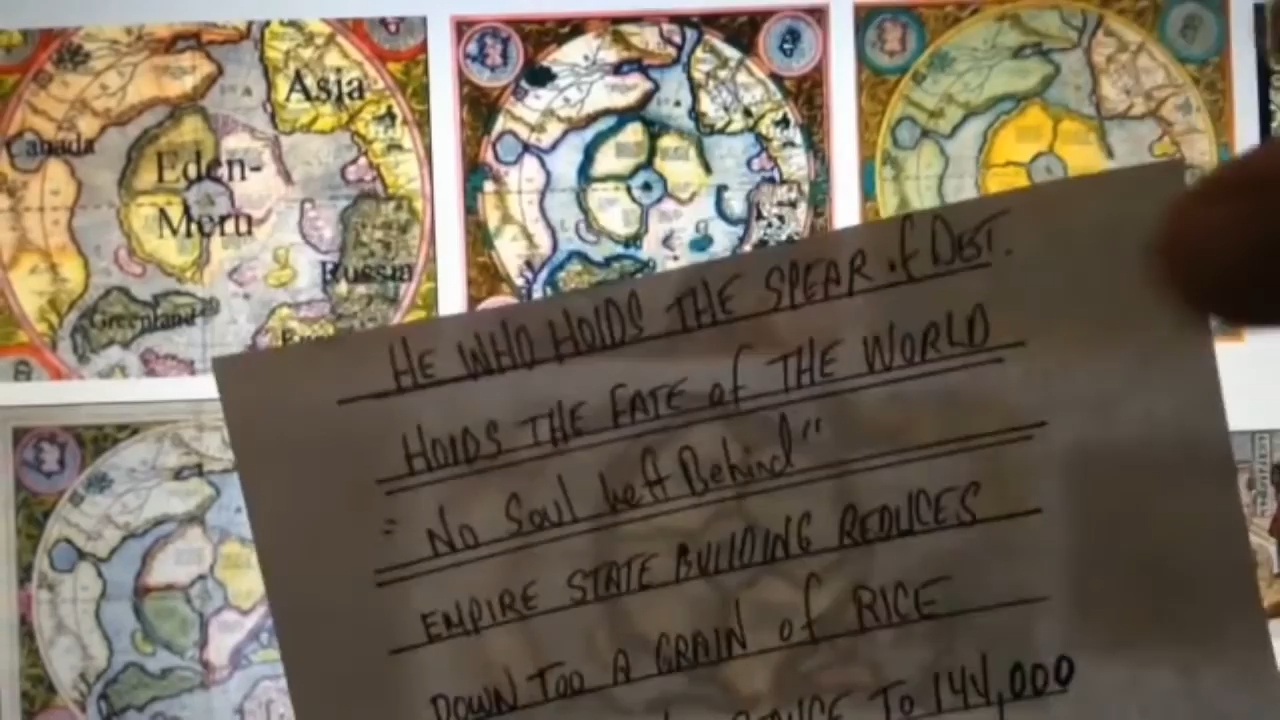 Asia
Canada
Eden-
Meru
Russia
Greenland
HE WHO HOLDS THE SPEAR of DEST.
HOLDS THE FATE of THE WORLD
= No Soul Left Behind"
EMPIRE STATE BUILDING REDUCES
DOWN TOO A GRAIN of RICE
TO 144,000